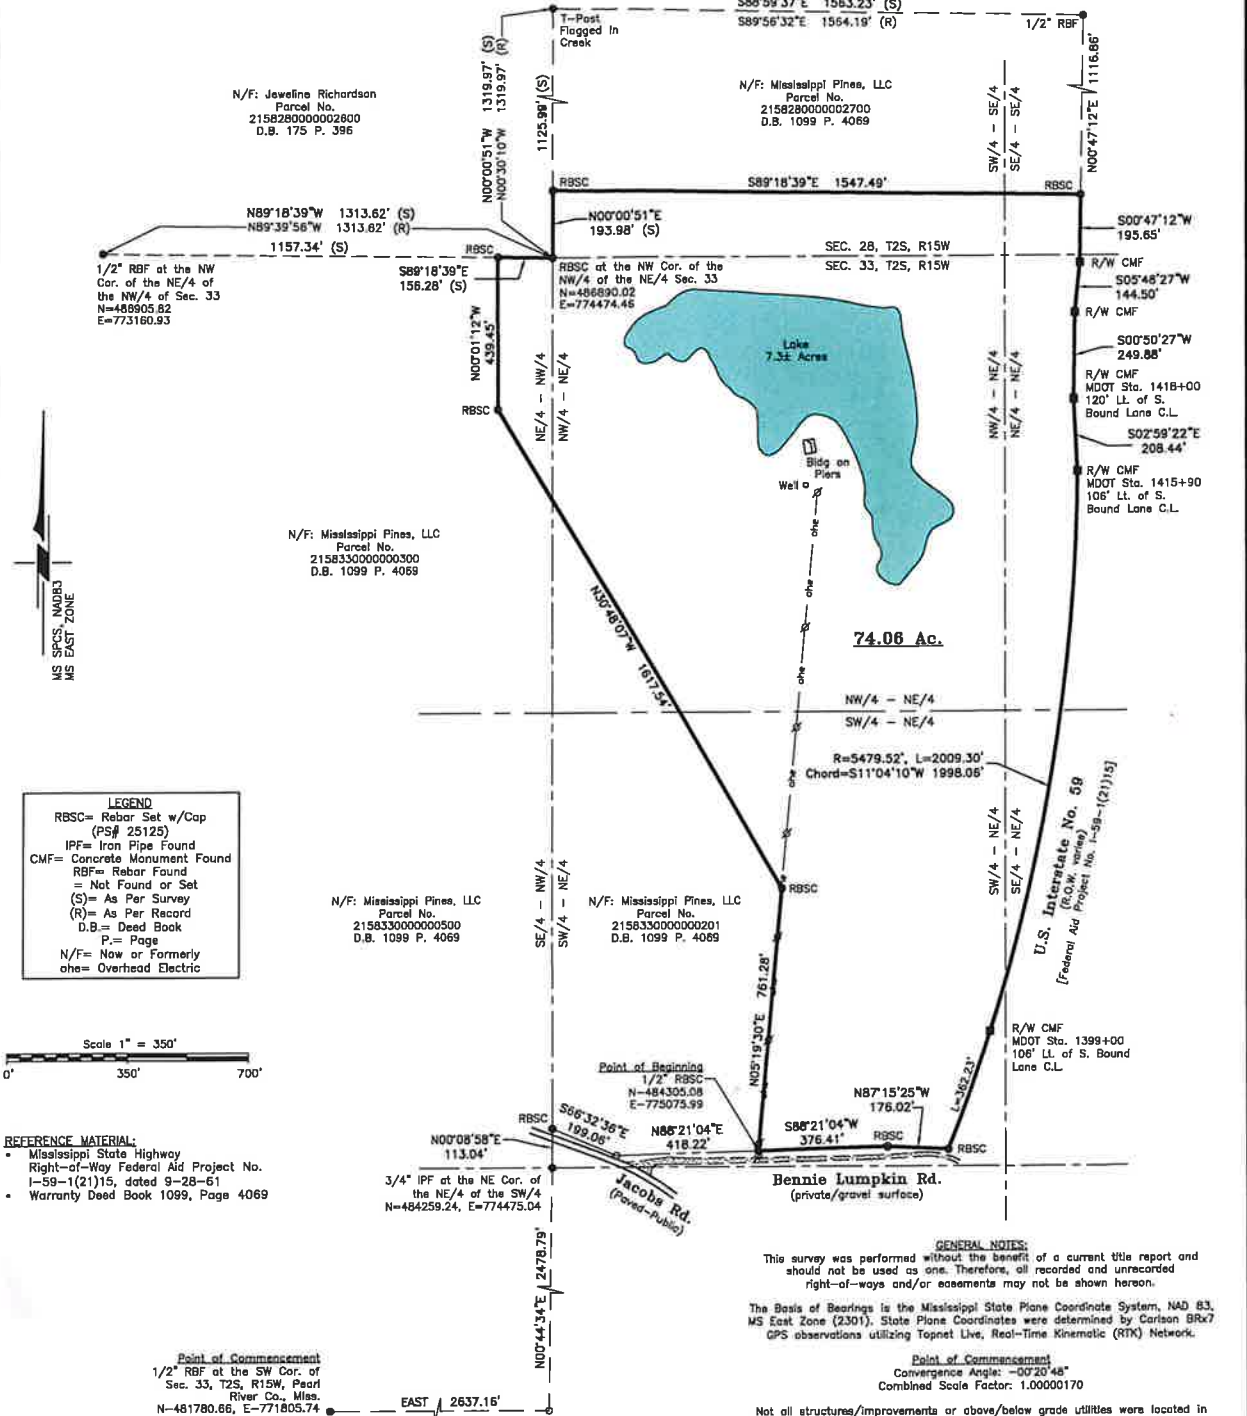 S88°59'37"E 1563.23' (S)
S89°56'32"E 1564.19' (R)
T-Post
Flagged In
Creek
1/2" RBF
N00°00'51"W 1319.97' (S)
N00°30'10"W 1319.97' (R)
1125.99' (S)
N00°47'12"E 1116.86'
N/F: Jeweline Richardson
Parcel No.
2158280000002600
D.B. 175 P. 396
N/F: Mississippi Pines, LLC
Parcel No.
2158280000002700
D.B. 1099 P. 4069
SW/4 - SE/4
SE/4 - SE/4
RBSC
S89°18'39"E 1547.49'
RBSC
N89°18'39"W 1313.62' (S)
N89°39'56"W 1313.62' (R)
1157.34' (S)
N00°00'51"E
193.98' (S)
S00°47'12"W
195.65'
RBSC
SEC. 28, T2S, R15W
SEC. 33, T2S, R15W
R/W CMF
1/2" RBF at the NW
Cor. of the NE/4 of
the NW/4 of Sec. 33
N=486905.82
E=773160.93
S89°18'39"E
156.28' (S)
RBSC at the NW Cor. of the
NW/4 of the NE/4 Sec. 33
N=486890.02
E=774474.46
S05°48'27"W
144.50'
R/W CMF
N00°01'12"W
439.45'
Lake
7.3± Acres
S00°50'27"W
249.88'
R/W CMF
MDOT Sta. 1418+00
120' Lt. of S.
Bound Lane C.L.
NE/4 - NW/4
NW/4 - NE/4
NW/4 - NE/4
NE/4 - NE/4
RBSC
S02°59'22"E
208.44'
Bldg on
Piers
Well
R/W CMF
MDOT Sta. 1415+90
106' Lt. of S.
Bound Lane C.L.
ohe
N/F: Mississippi Pines, LLC
Parcel No.
2158330000000300
D.B. 1099 P. 4069
ohe
MS SPCS, NAD83
MS EAST ZONE
N30°48'07"W 1617.54'
74.06 Ac.
ohe
NW/4 - NE/4
SW/4 - NE/4
R=5479.52', L=2009.30'
Chord=S11°04'10"W 1998.06'
ohe
U.S. Interstate No. 59
(R.O.W. varies)
[Federal Aid Project No. I-59-1(21)15]
LEGEND
RBSC= Rebar Set w/Cap
(PS# 25125)
IPF= Iron Pipe Found
CMF= Concrete Monument Found
RBF= Rebar Found
= Not Found or Set
(S)= As Per Survey
(R)= As Per Record
D.B.= Deed Book
P.= Page
N/F= Now or Formerly
ohe= Overhead Electric
SE/4 - NW/4
SW/4 - NE/4
SW/4 - NE/4
SE/4 - NE/4
RBSC
N/F: Mississippi Pines, LLC
Parcel No.
2158330000000500
D.B. 1099 P. 4069
N/F: Mississippi Pines, LLC
Parcel No.
2158330000000201
D.B. 1099 P. 4069
N05°19'30"E 761.28'
Scale 1" = 350'
0' 350' 700'
R/W CMF
MDOT Sta. 1399+00
106' Lt. of S. Bound
Lane C.L.
L=362.23'
Point of Beginning
1/2" RBSC
N-484305.08
E-775075.99
N87°15'25"W
176.02'
RBSC
S66°32'36"E
199.06'
N88°21'04"E
418.22'
S88°21'04"W
376.41'
RBSC
RBSC
N00°08'58"E
113.04'
REFERENCE MATERIAL:
• Mississippi State Highway
Right-of-Way Federal Aid Project No.
I-59-1(21)15, dated 9-28-61
• Warranty Deed Book 1099, Page 4069
3/4" IPF at the NE Cor. of
the NE/4 of the SW/4
N=484259.24, E=774475.04
Jacobs Rd.
(Paved-Public)
Bennie Lumpkin Rd.
(private/gravel surface)
GENERAL NOTES:
This survey was performed without the benefit of a current title report and
should not be used as one. Therefore, all recorded and unrecorded
right-of-ways and/or easements may not be shown hereon.
The Basis of Bearings is the Mississippi State Plane Coordinate System, NAD 83,
MS East Zone (2301). State Plane Coordinates were determined by Carlson BRx7
GPS observations utilizing Topnet Live, Real-Time Kinematic (RTK) Network.
N00°44'34"E 2478.79'
Point of Commencement
1/2" RBF at the SW Cor. of
Sec. 33, T2S, R15W, Pearl
River Co., Miss.
N-481780.66, E-771805.74
EAST 2637.16'
Point of Commencement
Convergence Angle: -00°20'48"
Combined Scale Factor: 1.00000170
Not all structures/improvements or above/below grade utilities were located in